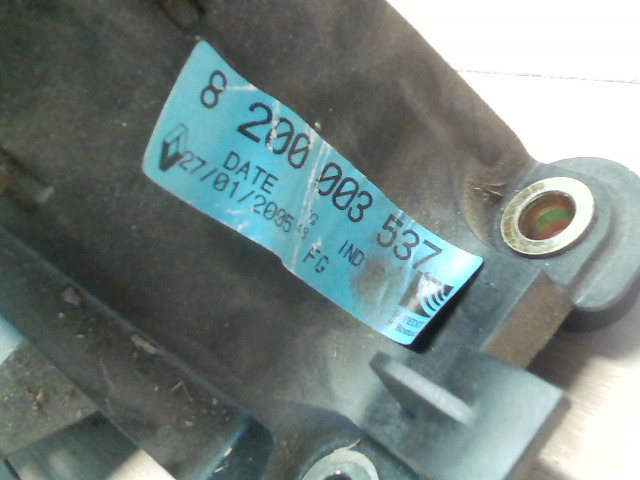 8 200 003 537
DATE IND
27/01/2005 FG